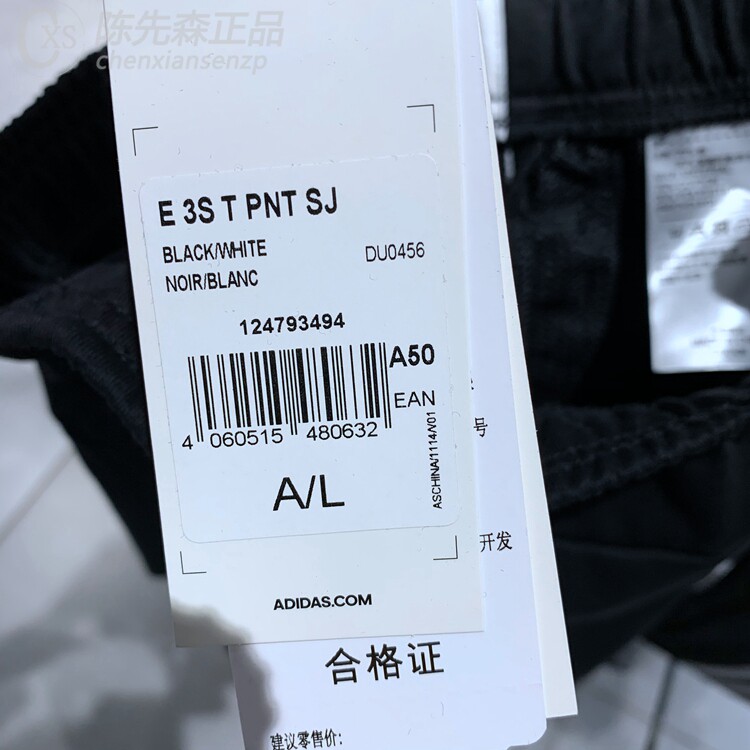 XS 陈先森正品
chenxiansenzp
E 3S T PNT SJ
BLACK/WHITE DU0456
NOIR/BLANC
124793494
A50
EAN
4 060515 480632
ASCHINA/1114/V01
A/L
ADIDAS.COM
号
开发
合格证
建议零售价: